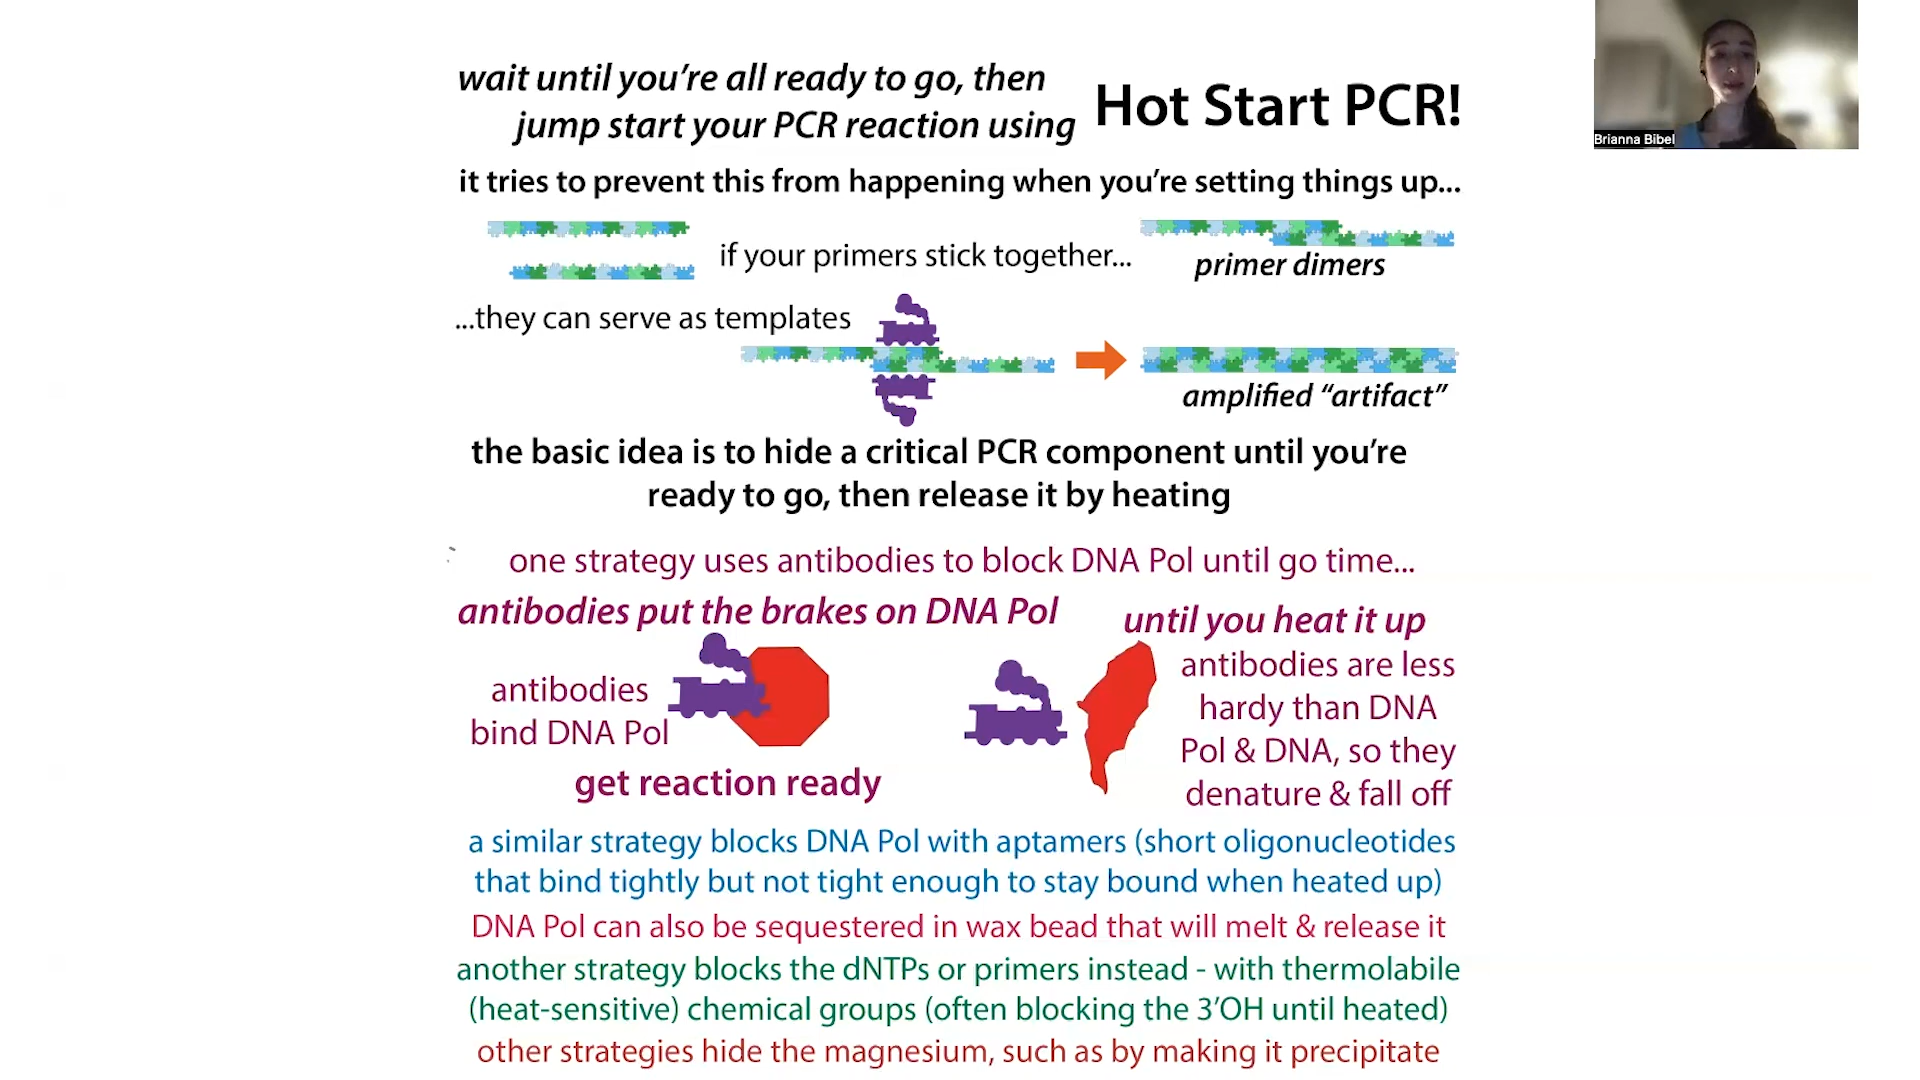 wait until you're all ready to go, then
jump start your PCR reaction using
Hot Start PCR!
Brianna Bibel
it tries to prevent this from happening when you're setting things up...
if your primers stick together...
primer dimers
...they can serve as templates
amplified "artifact"
the basic idea is to hide a critical PCR component until you're
ready to go, then release it by heating
one strategy uses antibodies to block DNA Pol until go time...
antibodies put the brakes on DNA Pol
until you heat it up
antibodies
bind DNA Pol
get reaction ready
antibodies are less
hardy than DNA
Pol & DNA, so they
denature & fall off
a similar strategy blocks DNA Pol with aptamers (short oligonucleotides
that bind tightly but not tight enough to stay bound when heated up)
DNA Pol can also be sequestered in wax bead that will melt & release it
another strategy blocks the dNTPs or primers instead - with thermolabile
(heat-sensitive) chemical groups (often blocking the 3'OH until heated)
other strategies hide the magnesium, such as by making it precipitate